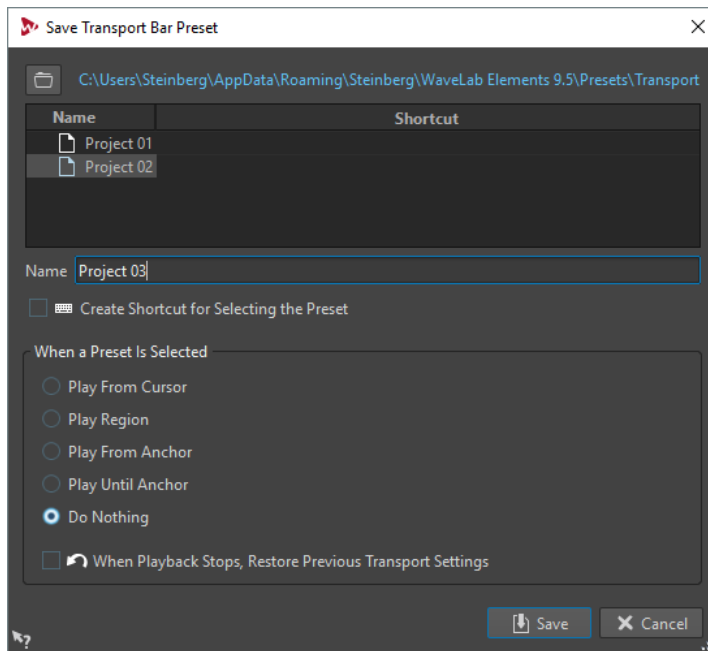 Save Transport Bar Preset
C:\Users\Steinberg\AppData\Roaming\Steinberg\WaveLab Elements 9.5\Presets\Transport
Name Shortcut
Project 01
Project 02
Name Project 03
Create Shortcut for Selecting the Preset
When a Preset Is Selected
Play From Cursor
Play Region
Play From Anchor
Play Until Anchor
Do Nothing
When Playback Stops, Restore Previous Transport Settings
Save Cancel